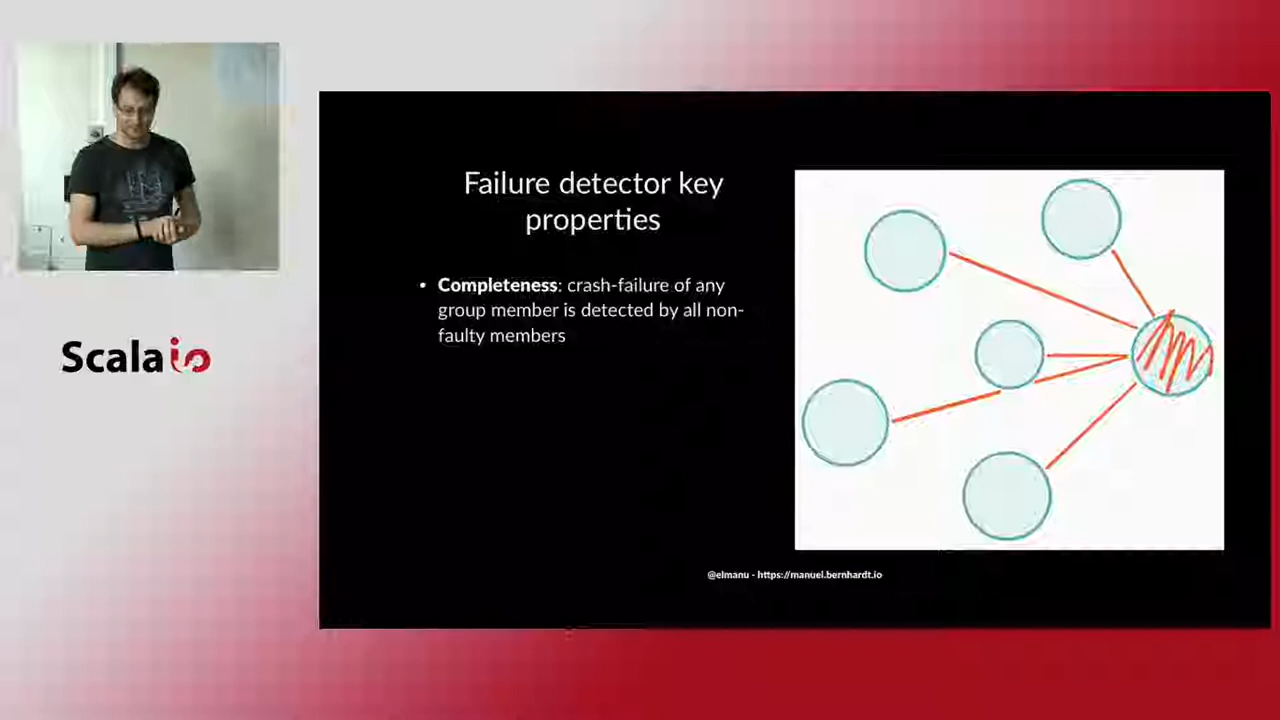 Failure detector key
properties
• Completeness: crash-failure of any
group member is detected by all non-
faulty members
Scala io
@elmanu - https://manuel.bernhardt.io